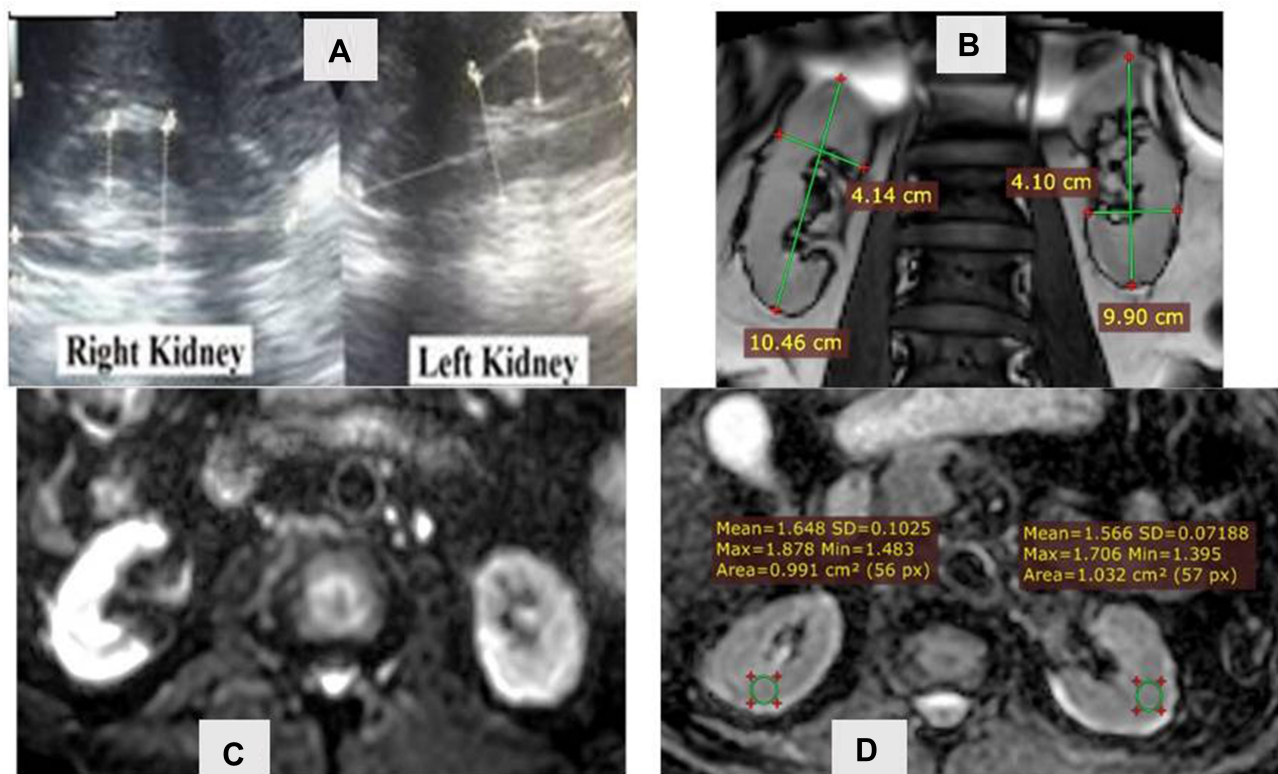 A
Right Kidney
Left Kidney
B
4.14 cm
4.10 cm
10.46 cm
9.90 cm
C
Mean=1.648 SD=0.1025
Max=1.878 Min=1.483
Area=0.991 cm² (56 px)
Mean=1.566 SD=0.07188
Max=1.706 Min=1.395
Area=1.032 cm² (57 px)
D